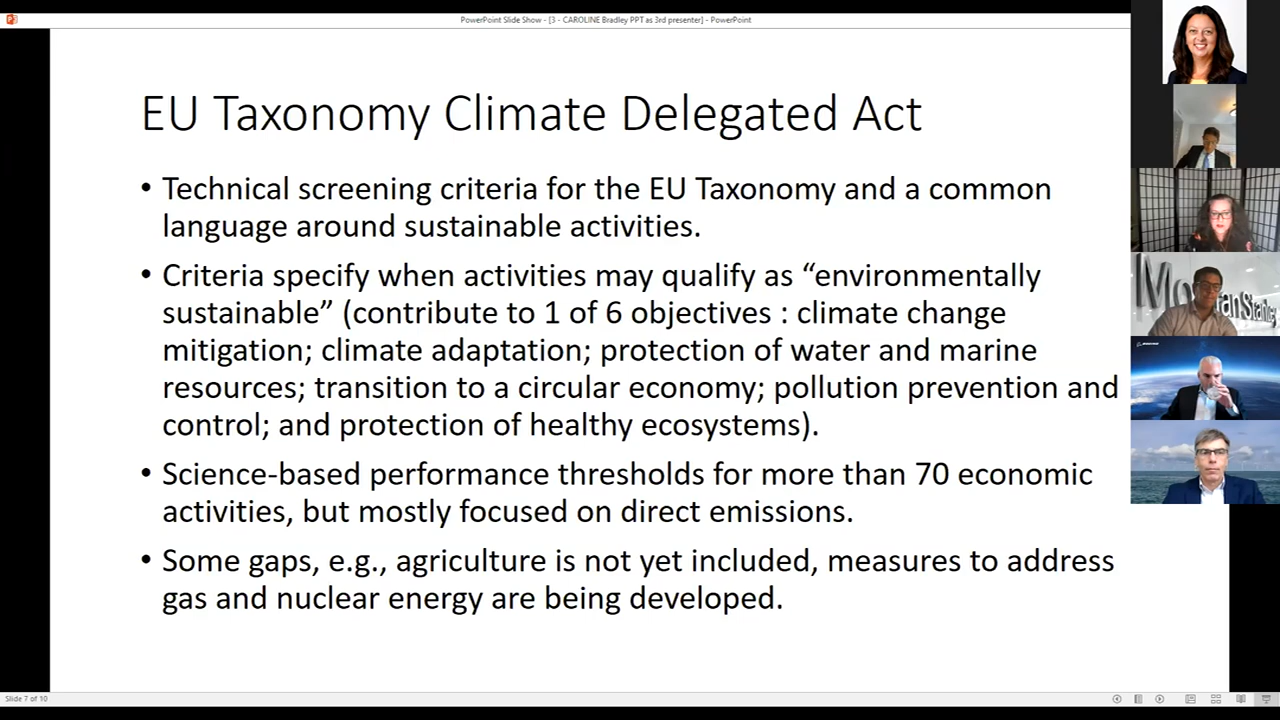 PowerPoint Slide Show - [3 - CAROLINE Bradley PPT as 3rd presenter] - PowerPoint
EU Taxonomy Climate Delegated Act
• Technical screening criteria for the EU Taxonomy and a common
language around sustainable activities.
• Criteria specify when activities may qualify as “environmentally
sustainable” (contribute to 1 of 6 objectives : climate change
mitigation; climate adaptation; protection of water and marine
resources; transition to a circular economy; pollution prevention and
control; and protection of healthy ecosystems).
• Science-based performance thresholds for more than 70 economic
activities, but mostly focused on direct emissions.
• Some gaps, e.g., agriculture is not yet included, measures to address
gas and nuclear energy are being developed.
BOEING
Slide 7 of 10